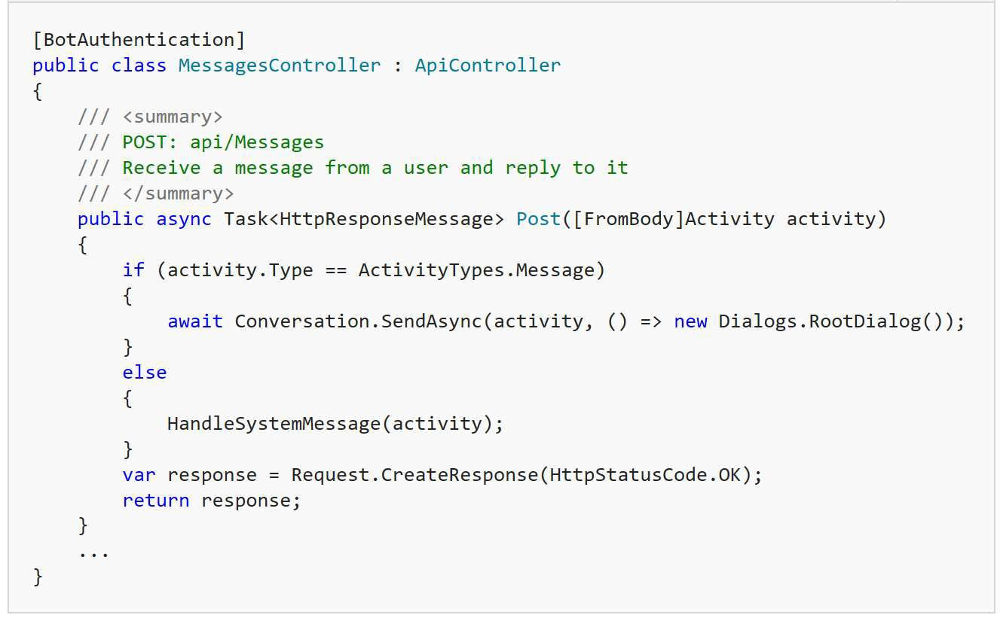 [BotAuthentication]
public class MessagesController : ApiController
{
    /// <summary>
    /// POST: api/Messages
    /// Receive a message from a user and reply to it
    /// </summary>
    public async Task<HttpResponseMessage> Post([FromBody]Activity activity)
    {
        if (activity.Type == ActivityTypes.Message)
        {
            await Conversation.SendAsync(activity, () => new Dialogs.RootDialog());
        }
        else
        {
            HandleSystemMessage(activity);
        }
        var response = Request.CreateResponse(HttpStatusCode.OK);
        return response;
    }
    ...
}